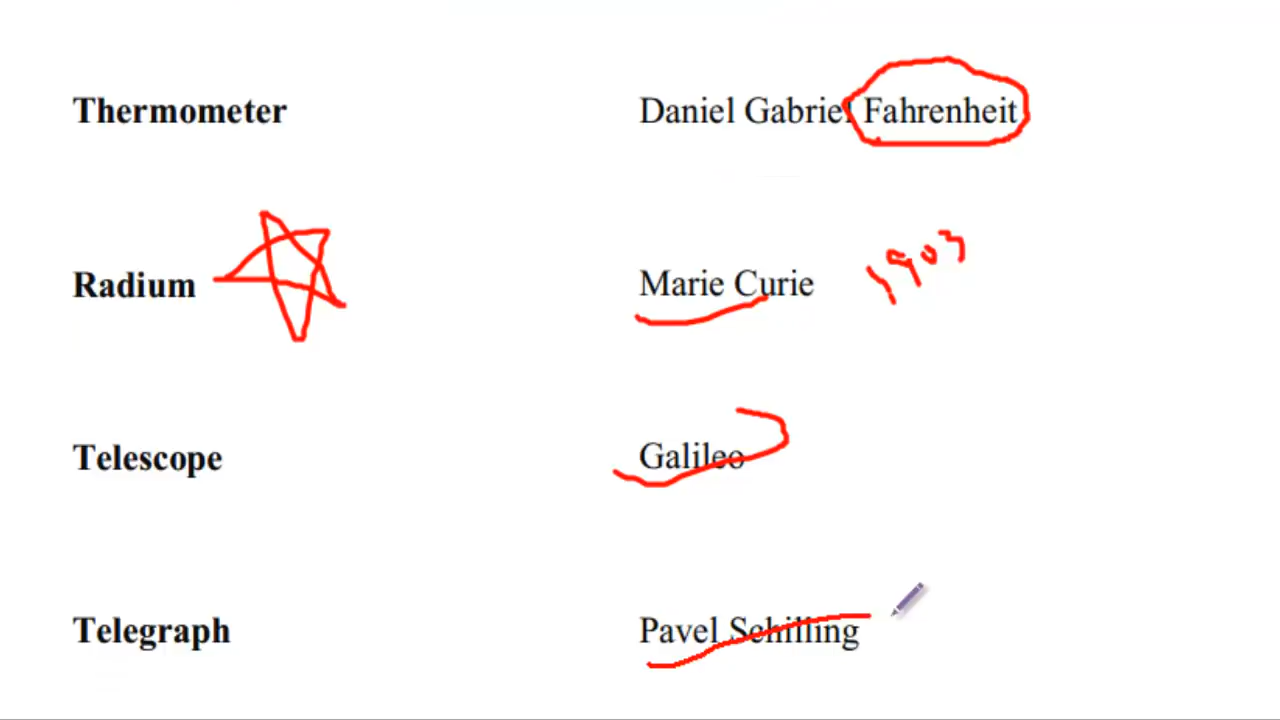 Thermometer Daniel Gabriel Fahrenheit
Radium Marie Curie 1903
Telescope Galileo
Telegraph Pavel Schilling